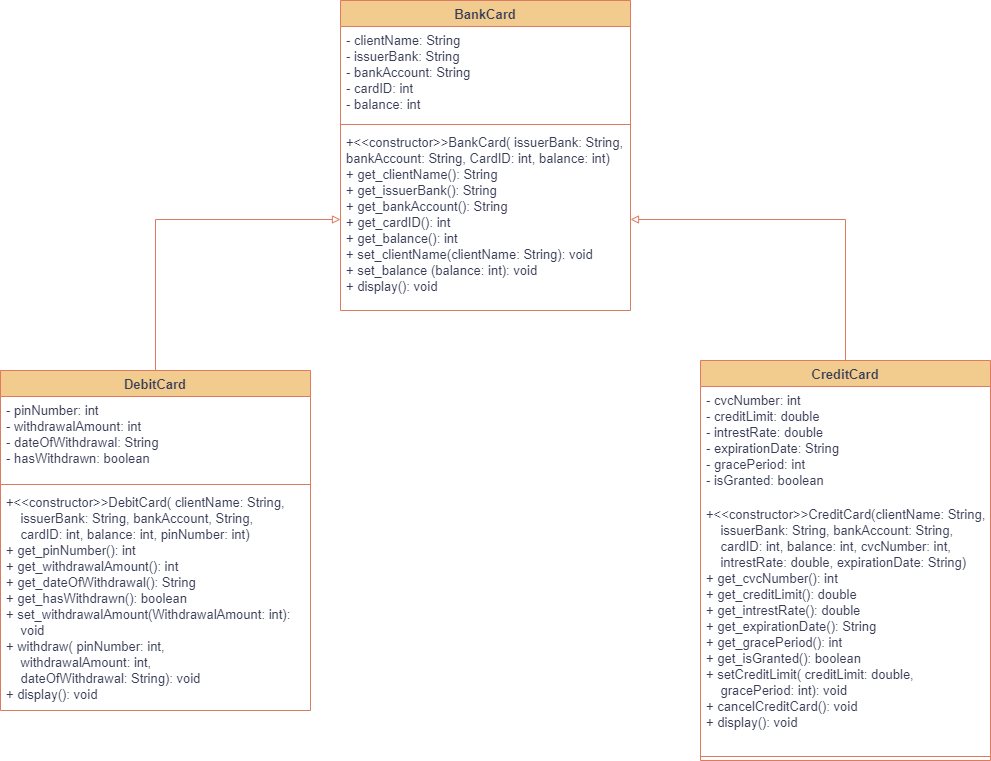 BankCard
- clientName: String
- issuerBank: String
- bankAccount: String
- cardID: int
- balance: int
+<<constructor>>BankCard( issuerBank: String,
bankAccount: String, CardID: int, balance: int)
+ get_clientName(): String
+ get_issuerBank(): String
+ get_bankAccount(): String
+ get_cardID(): int
+ get_balance(): int
+ set_clientName(clientName: String): void
+ set_balance (balance: int): void
+ display(): void
DebitCard
- pinNumber: int
- withdrawalAmount: int
- dateOfWithdrawal: String
- hasWithdrawn: boolean
+<<constructor>>DebitCard( clientName: String,
issuerBank: String, bankAccount, String,
cardID: int, balance: int, pinNumber: int)
+ get_pinNumber(): int
+ get_withdrawalAmount(): int
+ get_dateOfWithdrawal(): String
+ get_hasWithdrawn(): boolean
+ set_withdrawalAmount(WithdrawalAmount: int):
void
+ withdraw( pinNumber: int,
withdrawalAmount: int,
dateOfWithdrawal: String): void
+ display(): void
CreditCard
- cvcNumber: int
- creditLimit: double
- intrestRate: double
- expirationDate: String
- gracePeriod: int
- isGranted: boolean
+<<constructor>>CreditCard(clientName: String,
issuerBank: String, bankAccount: String,
cardID: int, balance: int, cvcNumber: int,
intrestRate: double, expirationDate: String)
+ get_cvcNumber(): int
+ get_creditLimit(): double
+ get_intrestRate(): double
+ get_expirationDate(): String
+ get_gracePeriod(): int
+ get_isGranted(): boolean
+ setCreditLimit( creditLimit: double,
gracePeriod: int): void
+ cancelCreditCard(): void
+ display(): void